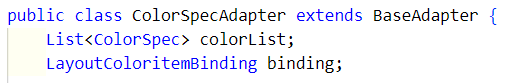 public class ColorSpecAdapter extends BaseAdapter {
    List<ColorSpec> colorList;
    LayoutColoritemBinding binding;